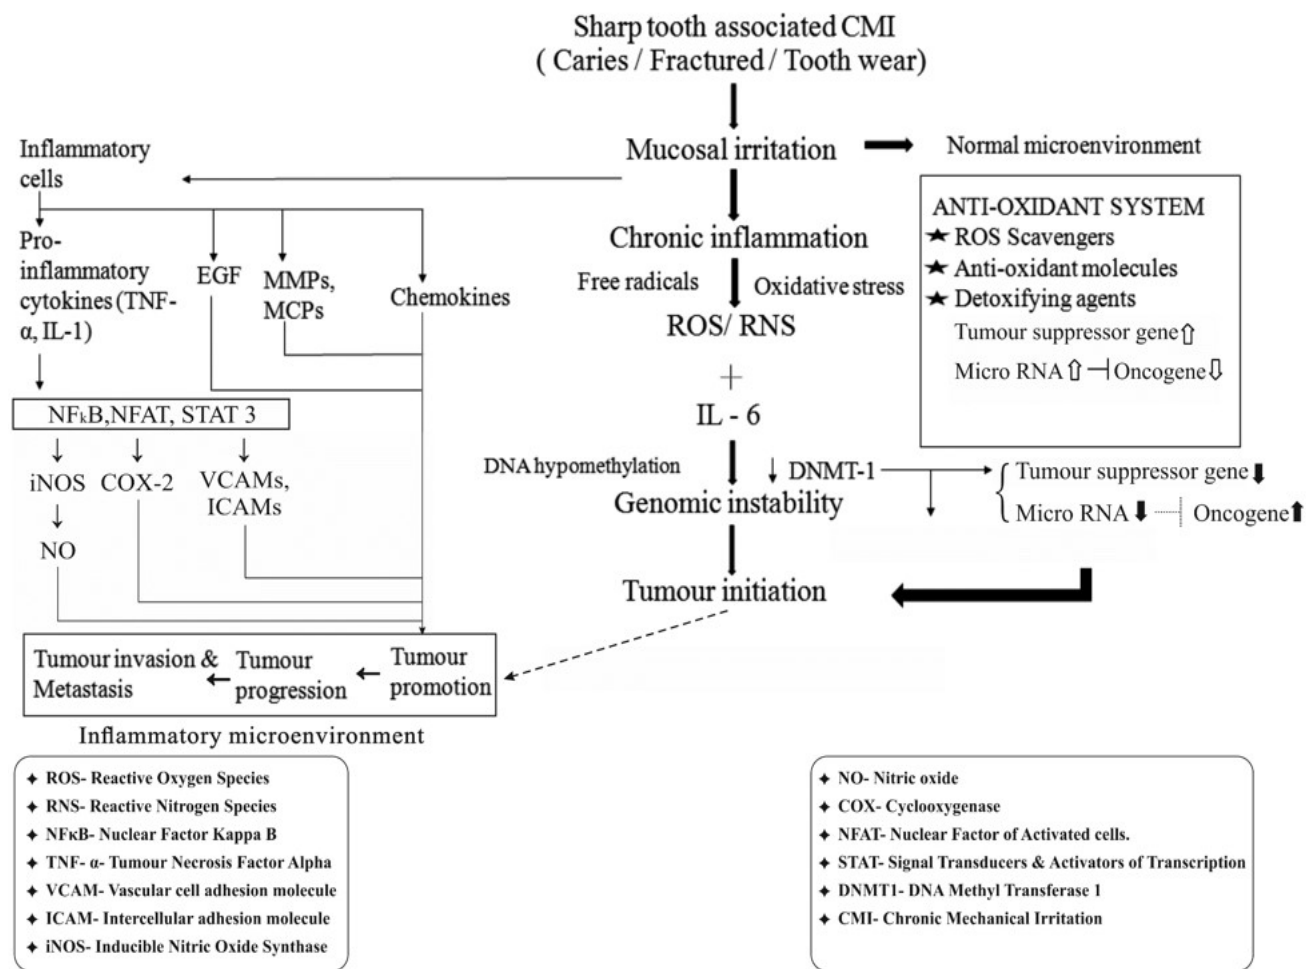 Sharp tooth associated CMI
( Caries / Fractured / Tooth wear)
Mucosal irritation
Normal microenvironment
Inflammatory
cells
Chronic inflammation
Free radicals
Oxidative stress
ROS/ RNS
+
IL - 6
DNA hypomethylation
DNMT-1
Genomic instability
Tumour initiation
ANTI-OXIDANT SYSTEM
★ ROS Scavengers
★ Anti-oxidant molecules
★ Detoxifying agents
Tumour suppressor gene⇧
Micro RNA⇧⊣Oncogene⇩
Tumour suppressor gene⬇
Micro RNA⬇ ⊣ Oncogene⬆
Pro-
inflammatory
cytokines (TNF-
α, IL-1)
EGF
MMPs,
MCPs
Chemokines
NFkB,NFAT, STAT 3
iNOS
COX-2
VCAMs,
ICAMs
NO
Tumour invasion &
Metastasis
Tumour
progression
Tumour
promotion
Inflammatory microenvironment
✦ ROS- Reactive Oxygen Species
✦ RNS- Reactive Nitrogen Species
✦ NFκB- Nuclear Factor Kappa B
✦ TNF- α- Tumour Necrosis Factor Alpha
✦ VCAM- Vascular cell adhesion molecule
✦ ICAM- Intercellular adhesion molecule
✦ iNOS- Inducible Nitric Oxide Synthase
✦ NO- Nitric oxide
✦ COX- Cyclooxygenase
✦ NFAT- Nuclear Factor of Activated cells.
✦ STAT- Signal Transducers & Activators of Transcription
✦ DNMT1- DNA Methyl Transferase 1
✦ CMI- Chronic Mechanical Irritation